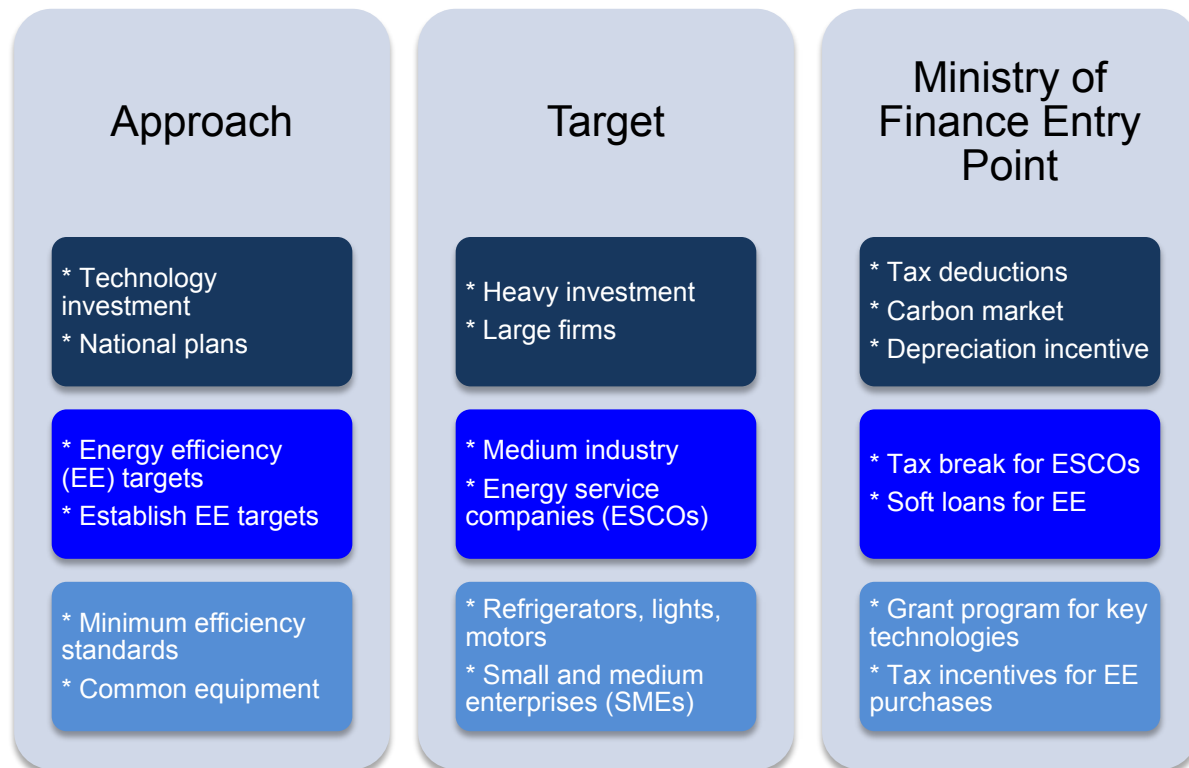 Approach
* Technology
investment
* National plans
* Energy efficiency
(EE) targets
* Establish EE targets
* Minimum efficiency
standards
* Common equipment
Target
* Heavy investment
* Large firms
* Medium industry
* Energy service
companies (ESCOs)
* Refrigerators, lights,
motors
* Small and medium
enterprises (SMEs)
Ministry of
Finance Entry
Point
* Tax deductions
* Carbon market
* Depreciation incentive
* Tax break for ESCOs
* Soft loans for EE
* Grant program for key
technologies
* Tax incentives for EE
purchases